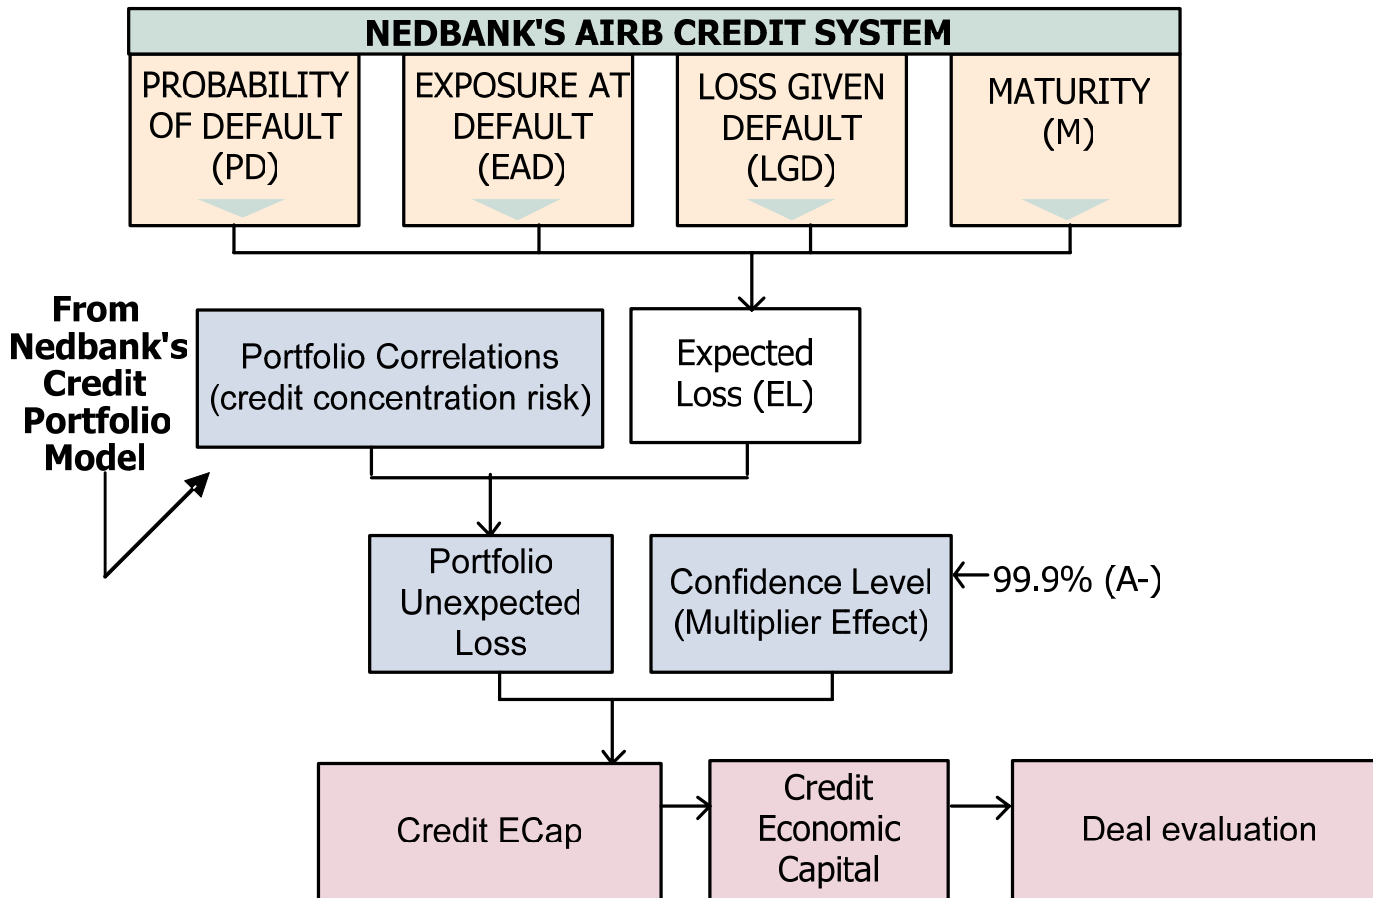 NEDBANK'S AIRB CREDIT SYSTEM
PROBABILITY
OF DEFAULT
(PD)
EXPOSURE AT
DEFAULT
(EAD)
LOSS GIVEN
DEFAULT
(LGD)
MATURITY
(M)
From
Nedbank's
Credit
Portfolio
Model
Portfolio Correlations
(credit concentration risk)
Expected
Loss (EL)
Portfolio
Unexpected
Loss
Confidence Level
(Multiplier Effect)
99.9% (A-)
Credit ECap
Credit
Economic
Capital
Deal evaluation